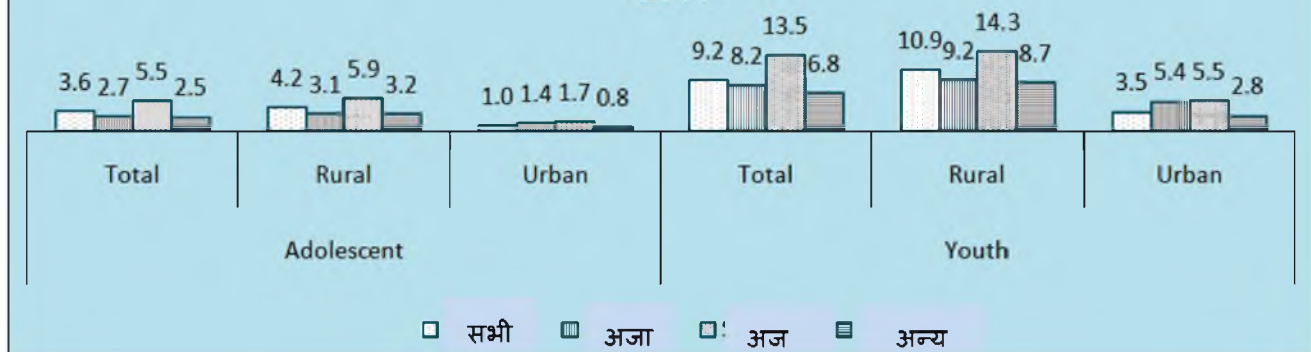 3.6 2.7 5.5 2.5 4.2 3.1 5.9 3.2 1.0 1.4 1.7 0.8 9.2 8.2 13.5 6.8 10.9 9.2 14.3 8.7 3.5 5.4 5.5 2.8
Total Rural Urban Total Rural Urban
Adolescent Youth
सभी अजा अज अन्य